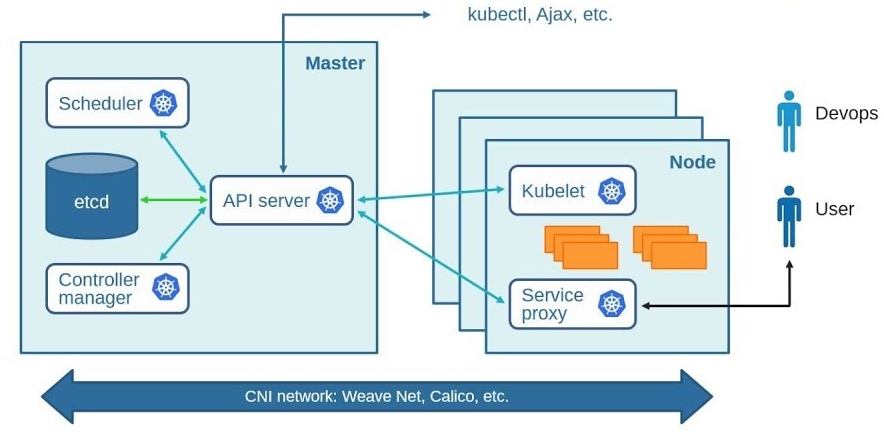 kubectl, Ajax, etc.
Master
Scheduler
etcd
API server
Controller
manager
Node
Kubelet
Service
proxy
Devops
User
CNI network: Weave Net, Calico, etc.